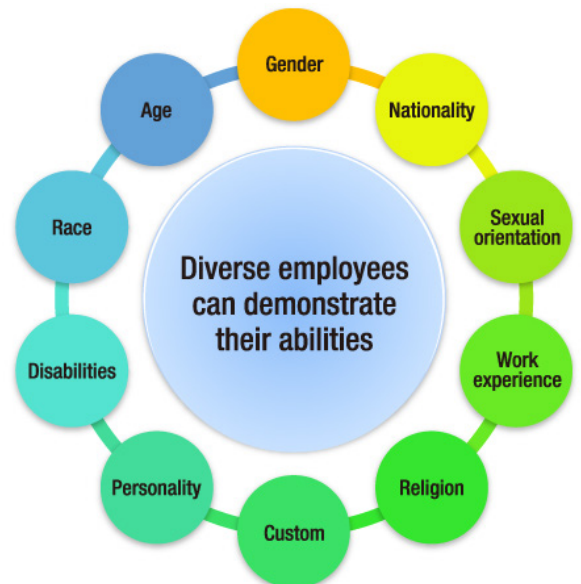 Gender
Nationality
Sexual
orientation
Work
experience
Religion
Custom
Personality
Disabilities
Race
Age
Diverse employees
can demonstrate
their abilities